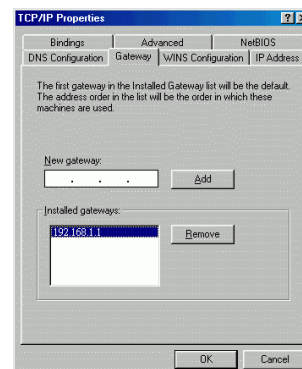 TCP/IP Properties
Bindings Advanced NetBIOS
DNS Configuration Gateway WINS Configuration IP Address
The first gateway in the Installed Gateway list will be the default.
The address order in the list will be the order in which these
machines are used.
New gateway:
. . .
Add
Installed gateways:
192.168.1.1
Remove
OK Cancel